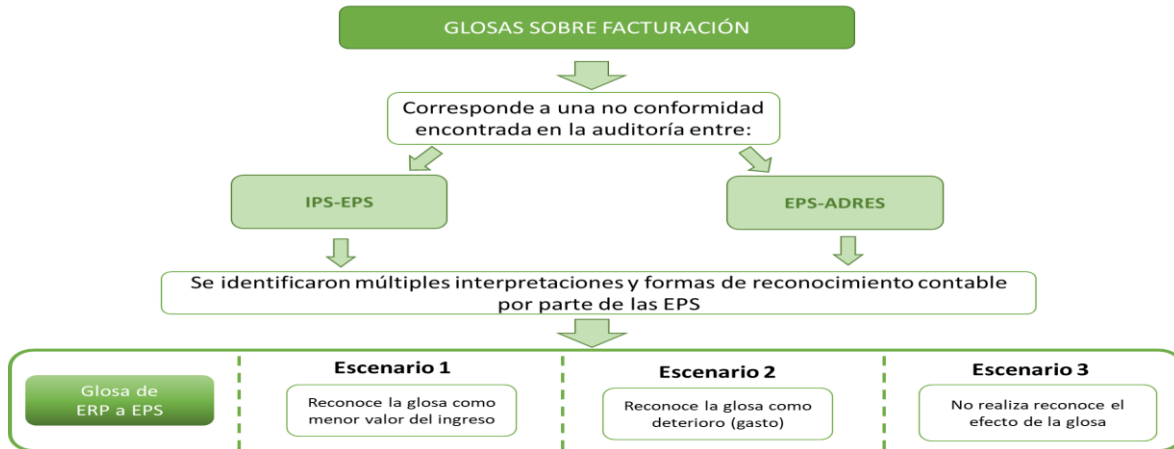 GLOSAS SOBRE FACTURACIÓN
Corresponde a una no conformidad
encontrada en la auditoría entre:
IPS-EPS
EPS-ADRES
Se identificaron múltiples interpretaciones y formas de reconocimiento contable
por parte de las EPS
Glosa de
ERP a EPS
Escenario 1
Reconoce la glosa como
menor valor del ingreso
Escenario 2
Reconoce la glosa como
deterioro (gasto)
Escenario 3
No realiza reconoce el
efecto de la glosa